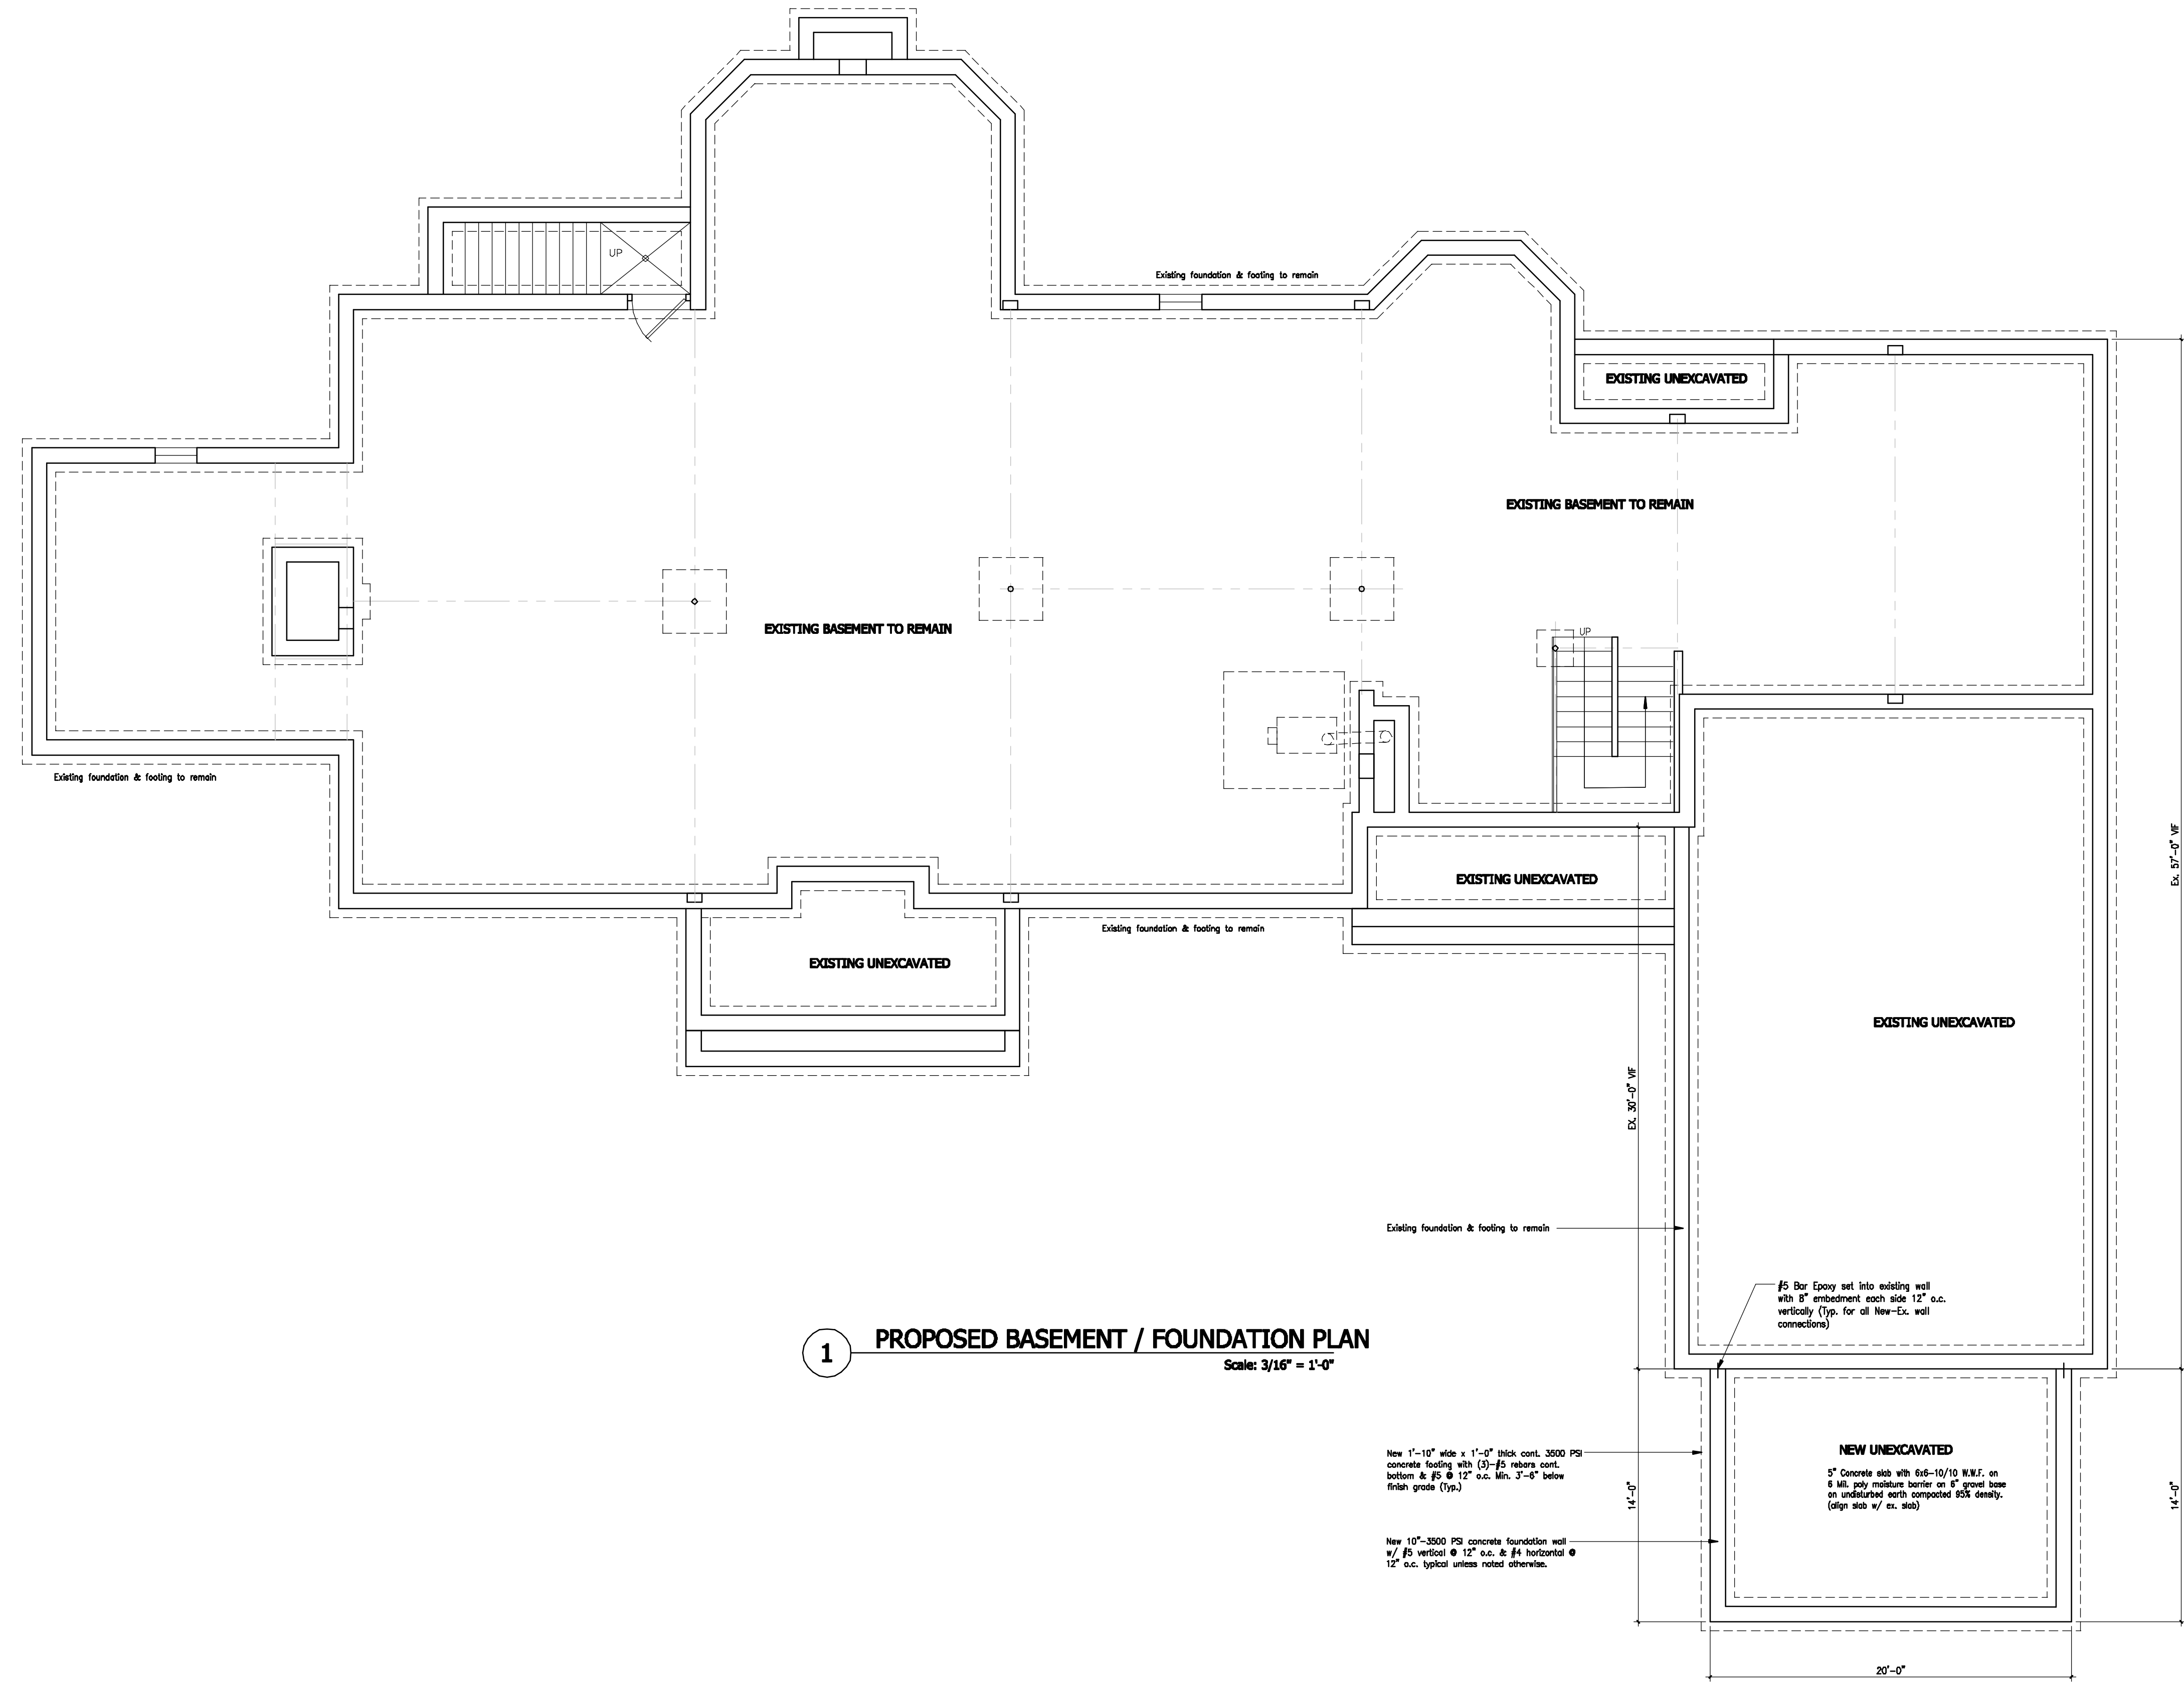 UP
Existing foundation & footing to remain
EXISTING UNEXCAVATED
EXISTING BASEMENT TO REMAIN
EXISTING BASEMENT TO REMAIN
UP
Existing foundation & footing to remain
EXISTING UNEXCAVATED
Existing foundation & footing to remain
EXISTING UNEXCAVATED
EXISTING UNEXCAVATED
Ex. 57'-0" VIF
EX. 30'-0" VIF
Existing foundation & footing to remain
#5 Bar Epoxy set into existing wall
with 8" embedment each side 12" o.c.
vertically (Typ. for all New-Ex. wall
connections)
1
PROPOSED BASEMENT / FOUNDATION PLAN
Scale: 3/16" = 1'-0"
New 1'-10" wide x 1'-0" thick cont. 3500 PSI
concrete footing with (3)-#5 rebars cont.
bottom & #5 @ 12" o.c. Min. 3'-6" below
finish grade (Typ.)
NEW UNEXCAVATED
5" Concrete slab with 6x6-10/10 W.W.F. on
6 Mil. poly moisture barrier on 6" gravel base
on undisturbed earth compacted 95% density.
(align slab w/ ex. slab)
14'-0"
14'-0"
New 10"-3500 PSI concrete foundation wall
w/ #5 vertical @ 12" o.c. & #4 horizontal @
12" o.c. typical unless noted otherwise.
20'-0"